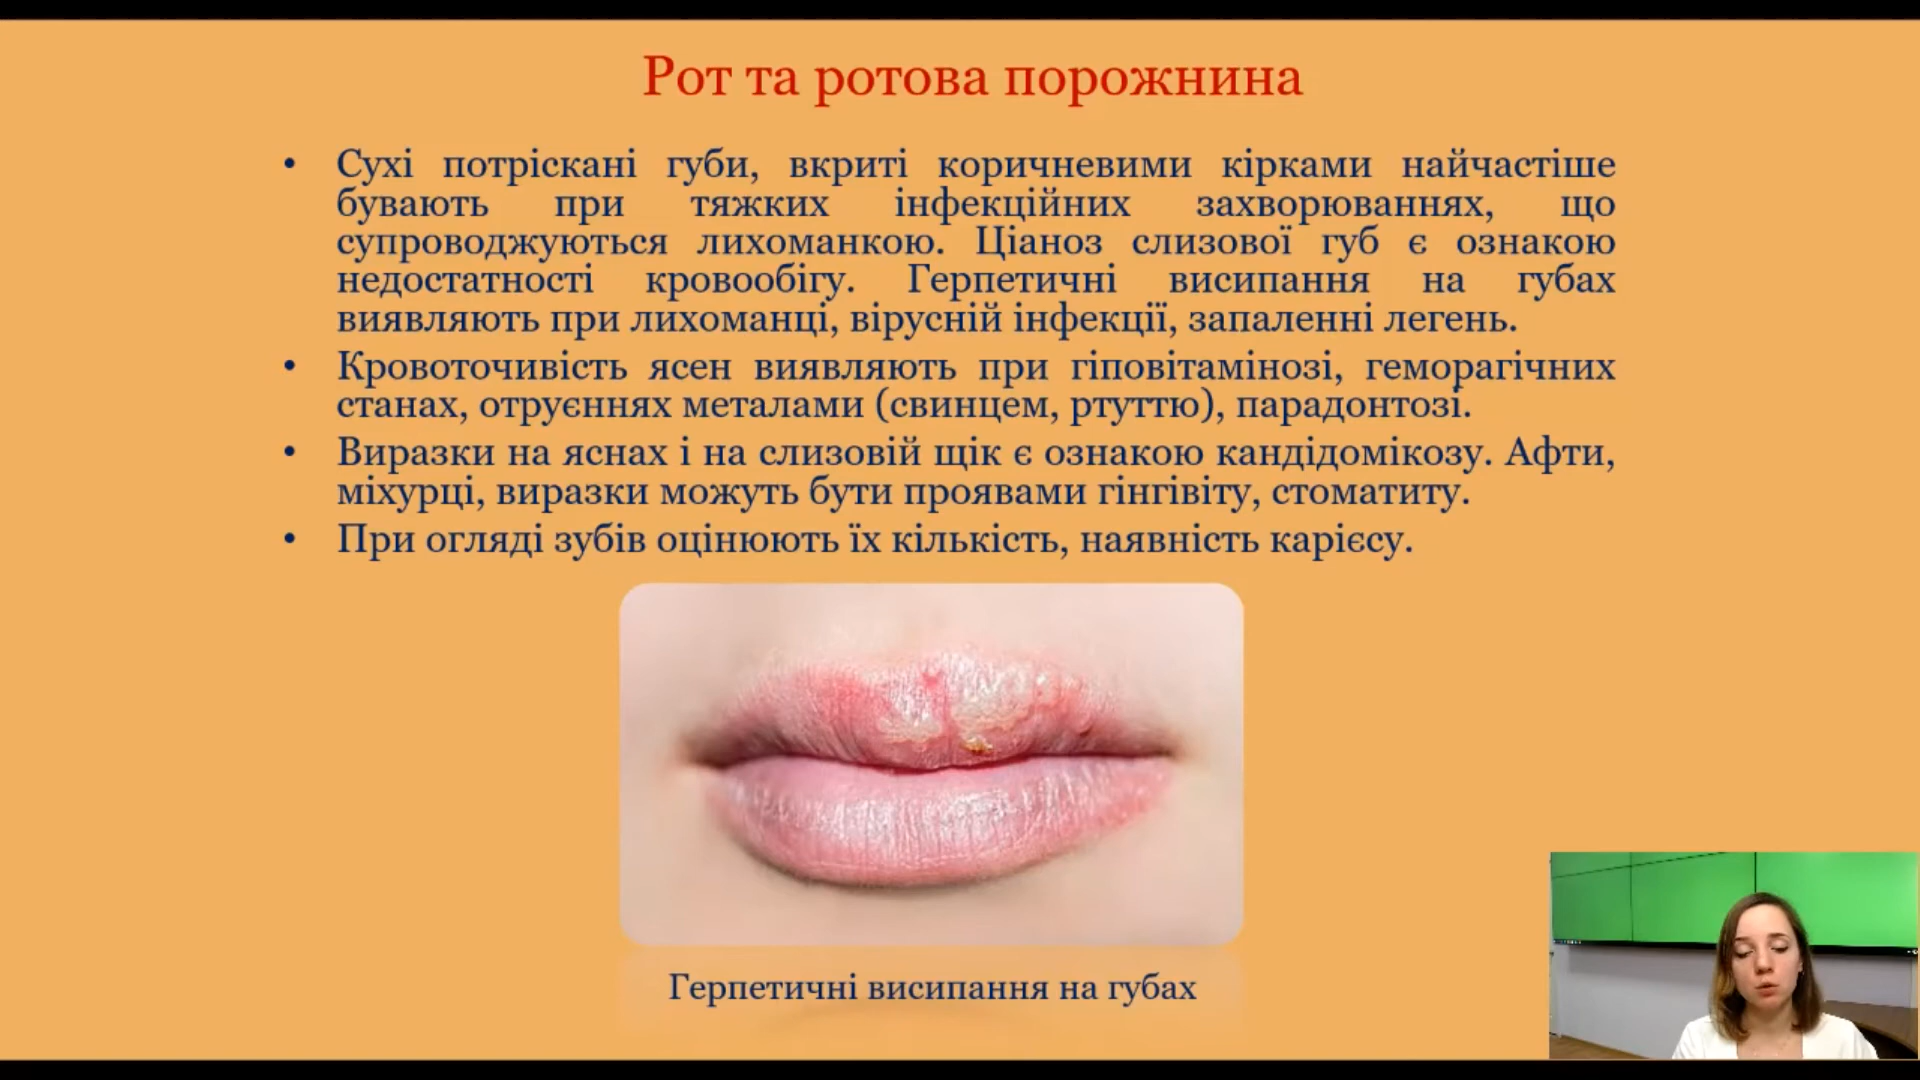 Рот та ротова порожнина
• Сухі потріскані губи, вкриті коричневими кірками найчастіше
бувають при тяжких інфекційних захворюваннях, що
супроводжуються лихоманкою. Ціаноз слизової губ є ознакою
недостатності кровообігу. Герпетичні висипання на губах
виявляють при лихоманці, вірусній інфекції, запаленні легень.
• Кровоточивість ясен виявляють при гіповітамінозі, геморагічних
станах, отруєннях металами (свинцем, ртуттю), парадонтозі.
• Виразки на яснах і на слизовій щік є ознакою кандідомікозу. Афти,
міхурці, виразки можуть бути проявами гінгівіту, стоматиту.
• При огляді зубів оцінюють їх кількість, наявність карієсу.
Герпетичні висипання на губах